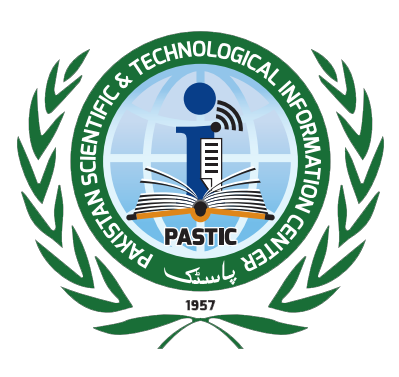 PAKISTAN SCIENTIFIC & TECHNOLOGICAL INFORMATION CENTER
PASTIC
پاسٹک
1957